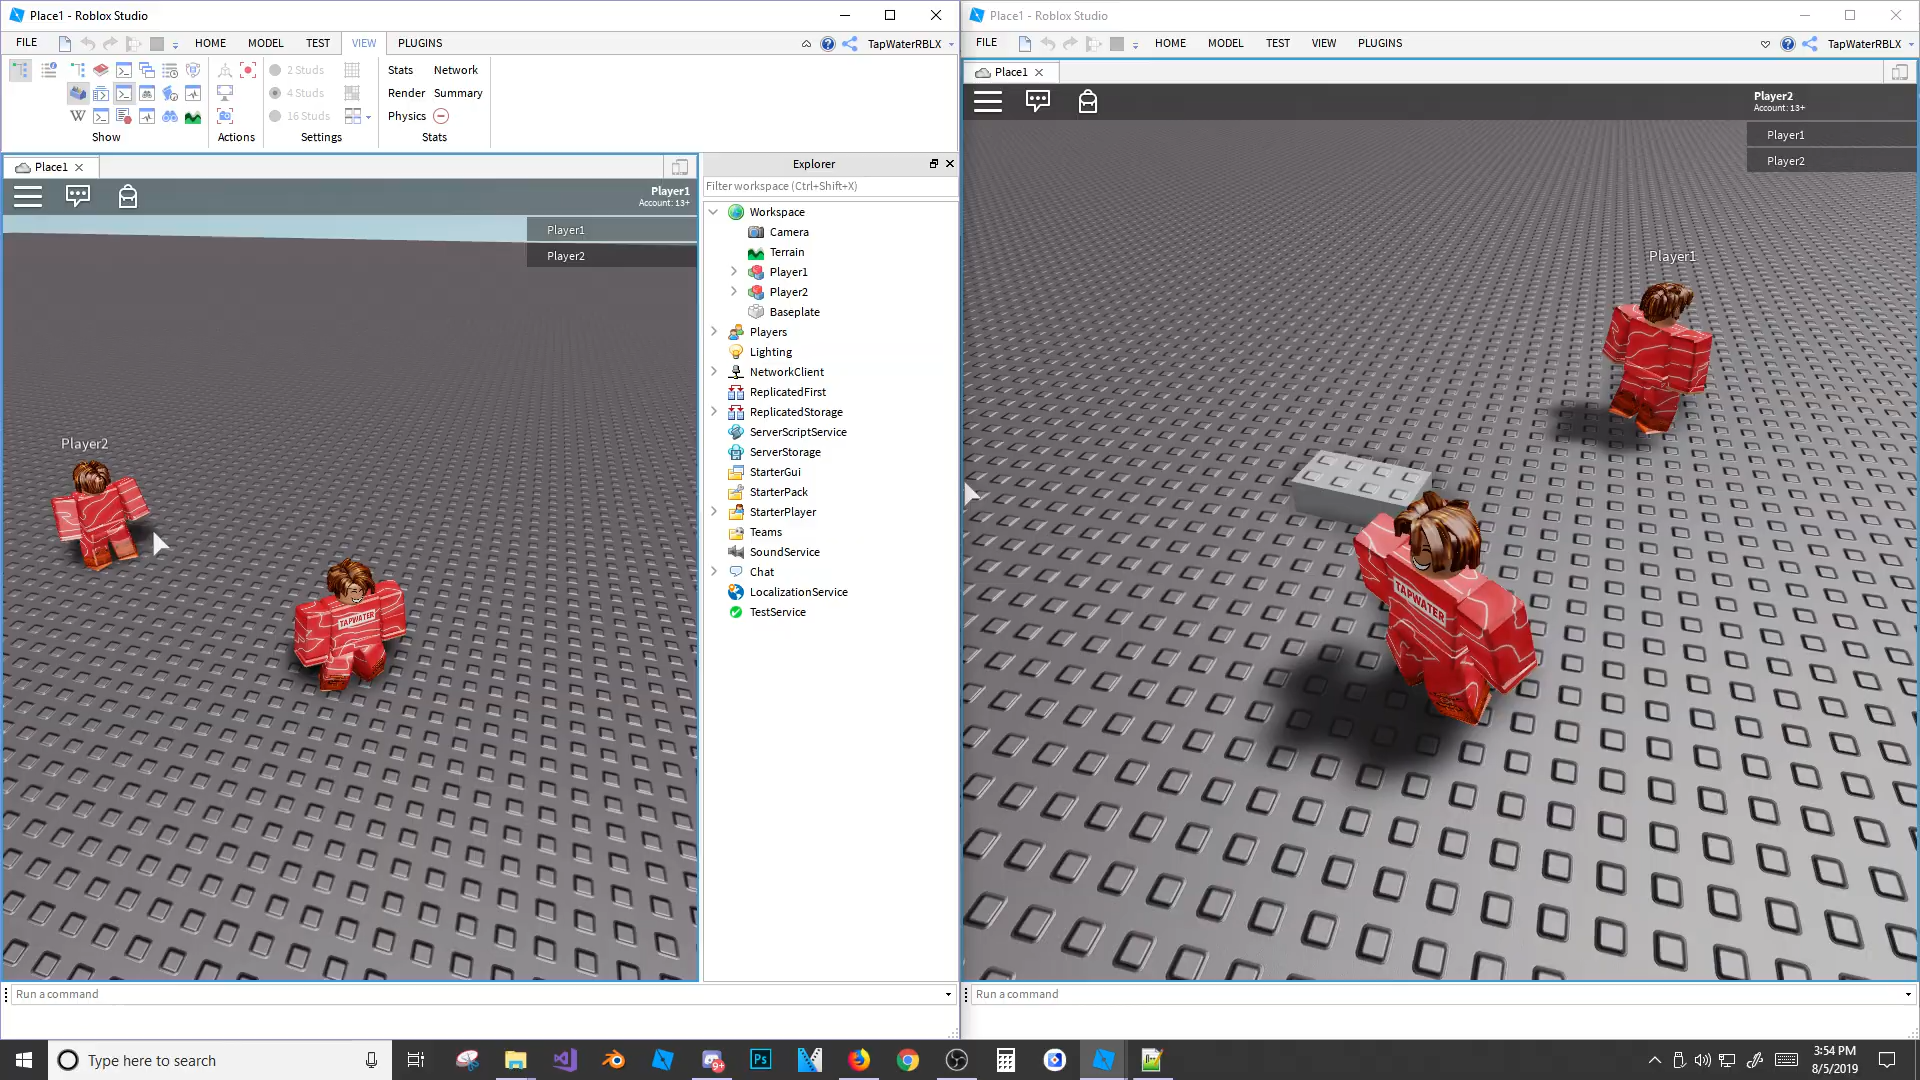 Place1 - Roblox Studio
FILE HOME MODEL TEST VIEW PLUGINS TapWaterRBLX
2 Studs
4 Studs
16 Studs
Stats Network
Render Summary
Physics
Show Actions Settings Stats
Place1
Player1
Account: 13+
Player1
Player2
Player2
TAPWATER
Explorer
Filter workspace (Ctrl+Shift+X)
Workspace
Camera
Terrain
Player1
Player2
Baseplate
Players
Lighting
NetworkClient
ReplicatedFirst
ReplicatedStorage
ServerScriptService
ServerStorage
StarterGui
StarterPack
StarterPlayer
Teams
SoundService
Chat
LocalizationService
TestService
Run a command
Place1 - Roblox Studio
FILE HOME MODEL TEST VIEW PLUGINS TapWaterRBLX
Place1
Player2
Account: 13+
Player1
Player2
Player1
TAPWATER
Run a command
Type here to search
9+
Ps
3:54 PM
8/5/2019